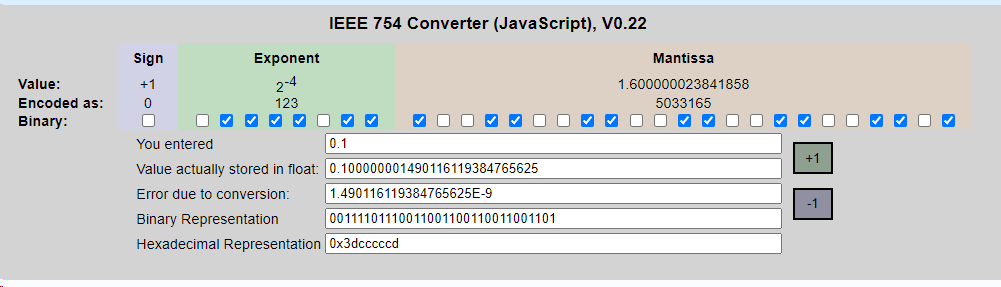 IEEE 754 Converter (JavaScript), V0.22
Sign Exponent Mantissa
Value: +1 2-4 1.600000023841858
Encoded as: 0 123 5033165
Binary:
You entered 0.1
Value actually stored in float: 0.100000001490116119384765625
Error due to conversion: 1.490116119384765625E-9
Binary Representation 00111101110011001100110011001101
Hexadecimal Representation 0x3dcccccd
+1
-1